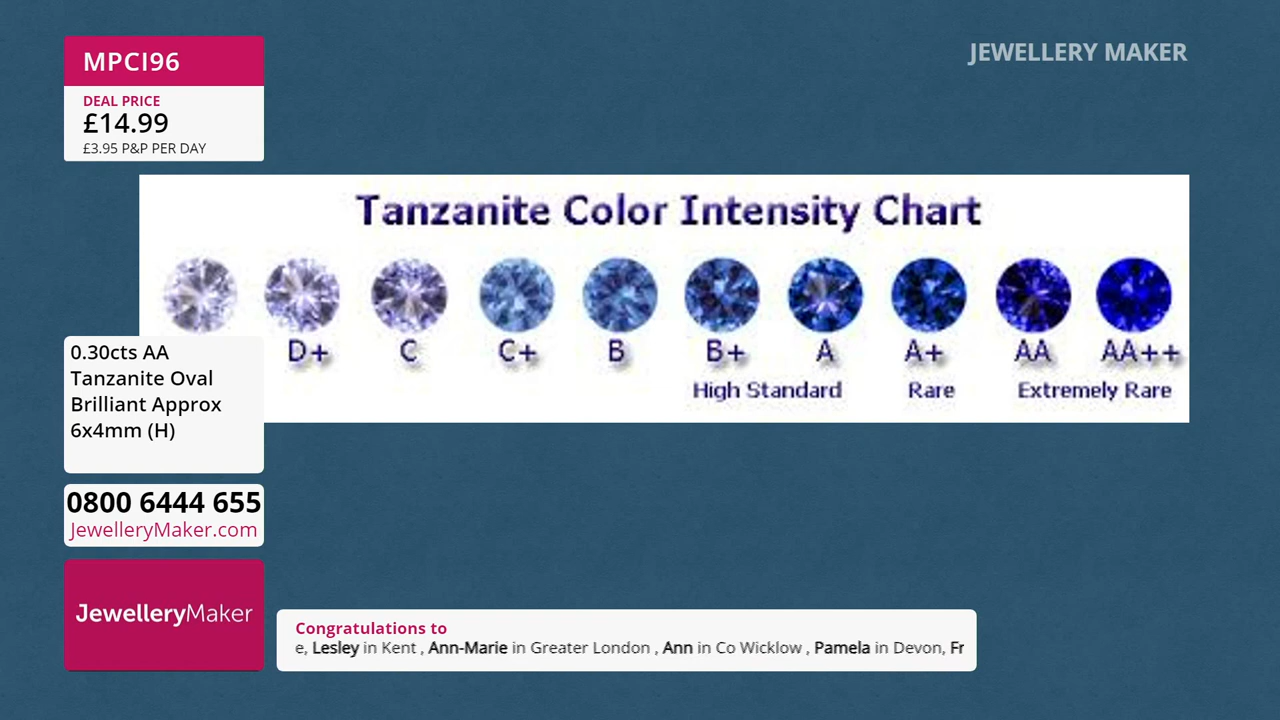 MPCI96
DEAL PRICE
£14.99
£3.95 P&P PER DAY
JEWELLERY MAKER
Tanzanite Color Intensity Chart
D+ C C+ B B+ A A+ AA AA++
High Standard Rare Extremely Rare
0.30cts AA
Tanzanite Oval
Brilliant Approx
6x4mm (H)
0800 6444 655
JewelleryMaker.com
JewelleryMaker
Congratulations to
e, Lesley in Kent , Ann-Marie in Greater London , Ann in Co Wicklow , Pamela in Devon, Fr